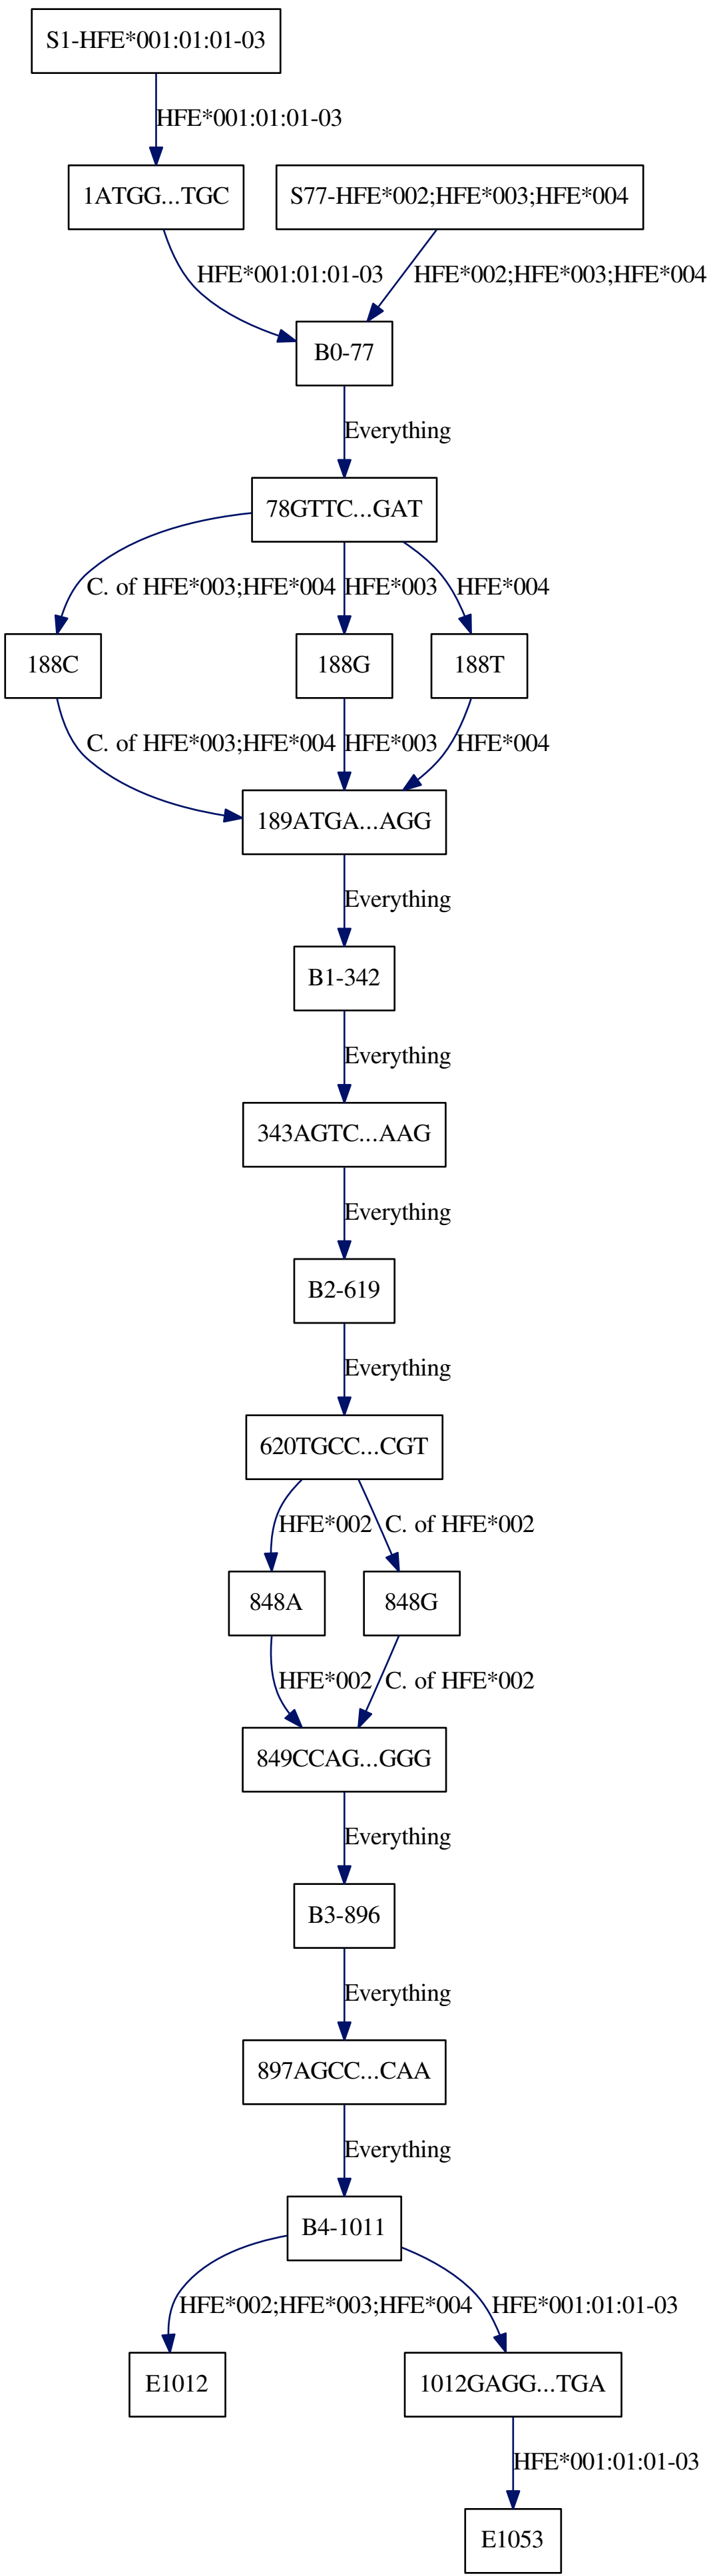 S1-HFE*001:01:01-03
HFE*001:01:01-03
1ATGG...TGC
S77-HFE*002;HFE*003;HFE*004
HFE*001:01:01-03
HFE*002;HFE*003;HFE*004
B0-77
Everything
78GTTC...GAT
C. of HFE*003;HFE*004
HFE*003
HFE*004
188C
188G
188T
C. of HFE*003;HFE*004
HFE*003
HFE*004
189ATGA...AGG
Everything
B1-342
Everything
343AGTC...AAG
Everything
B2-619
Everything
620TGCC...CGT
HFE*002
C. of HFE*002
848A
848G
HFE*002
C. of HFE*002
849CCAG...GGG
Everything
B3-896
Everything
897AGCC...CAA
Everything
B4-1011
HFE*002;HFE*003;HFE*004
HFE*001:01:01-03
E1012
1012GAGG...TGA
HFE*001:01:01-03
E1053